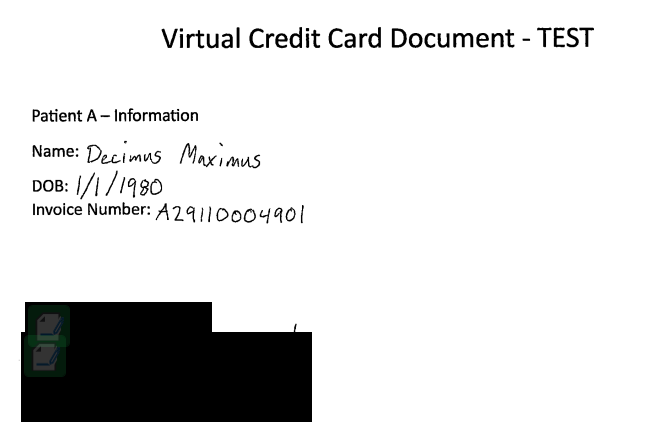 Virtual Credit Card Document - TEST
Patient A – Information
Name: Decimus Maximus
DOB: 1/1/1980
Invoice Number: A29110004901